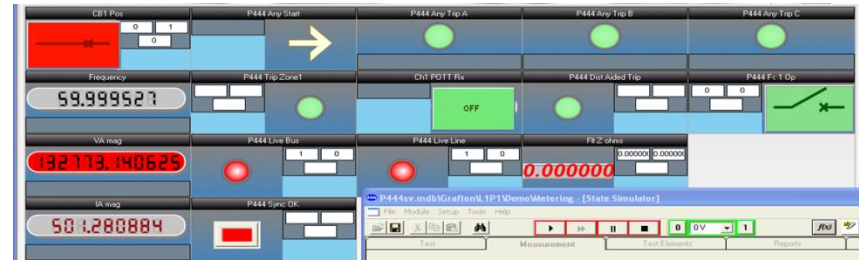 CB1 Pos
P444 Any Start
P444 Any Trip A
P444 Any Trip B
P444 Any Trip C
0 1
0
Frequency
P444 Trip Zone1
Ch1 POTT Rx
P444 Dist Aided Trip
P444 Fc 1 Op
59.999527
OFF
0 0
VA mag
P444 Live Bus
P444 Live Line
Flt Z ohms
132773.140625
1 0
1 0
0.000000
0.00000( 0.00000(
IA mag
P444 Sync OK
501.280884
P444sv.mdb\Grafton\L1P1\Demo\Metering - [State Simulator]
File Module Setup Tools Help
0 0V 1
f(x)
Test Measurement Test Elements Reports